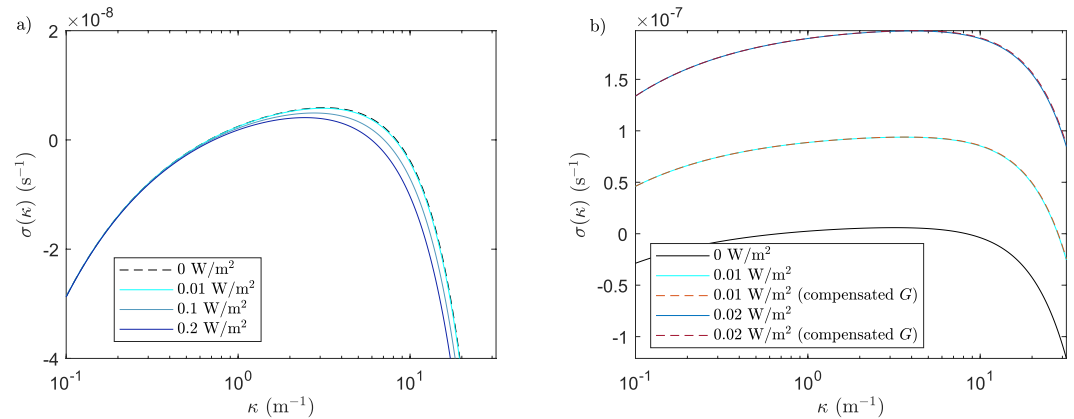 a)
×10⁻⁸
2
0
-2
-4
σ(κ) (s⁻¹)
10⁻¹
10⁰
10¹
κ (m⁻¹)
0 W/m²
0.01 W/m²
0.1 W/m²
0.2 W/m²
b)
×10⁻⁷
1.5
1
0.5
0
-0.5
-1
σ(κ) (s⁻¹)
10⁻¹
10⁰
10¹
κ (m⁻¹)
0 W/m²
0.01 W/m²
0.01 W/m² (compensated G)
0.02 W/m²
0.02 W/m² (compensated G)